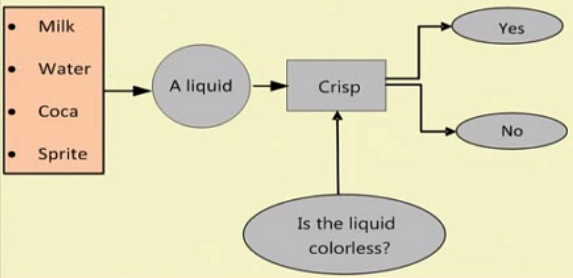 • Milk
• Water
• Coca
• Sprite
A liquid
Crisp
Yes
No
Is the liquid
colorless?